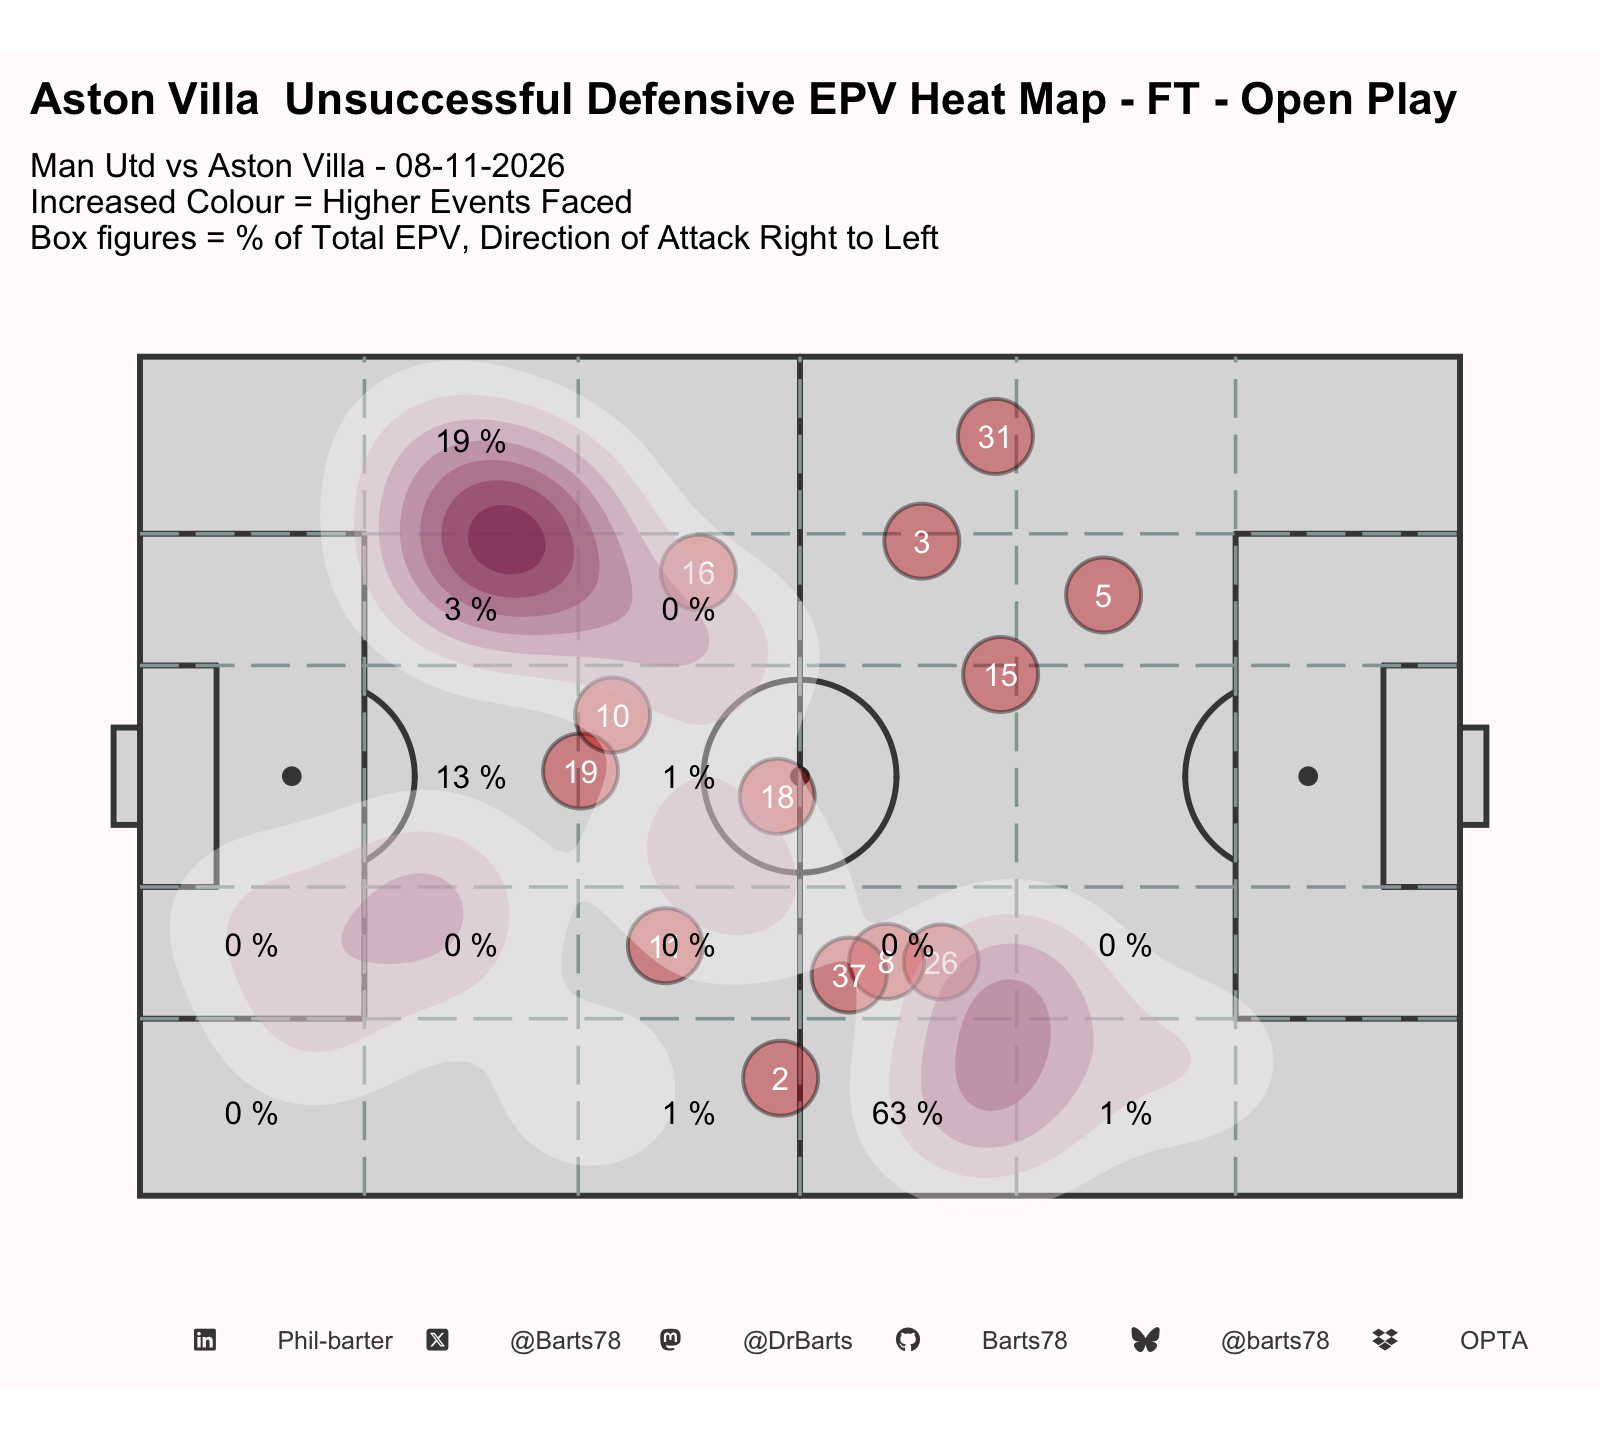 Aston Villa  Unsuccessful Defensive EPV Heat Map - FT - Open Play
Man Utd vs Aston Villa - 08-11-2026
Increased Colour = Higher Events Faced
Box figures = % of Total EPV, Direction of Attack Right to Left
31
19 %
3
16
5
3 %
0 %
15
10
19
13 %
1 %
18
0 %
0 %
11
0 %
0 %
0 %
37
8
26
2
0 %
1 %
63 %
1 %
Phil-barter
@Barts78
@DrBarts
Barts78
@barts78
OPTA